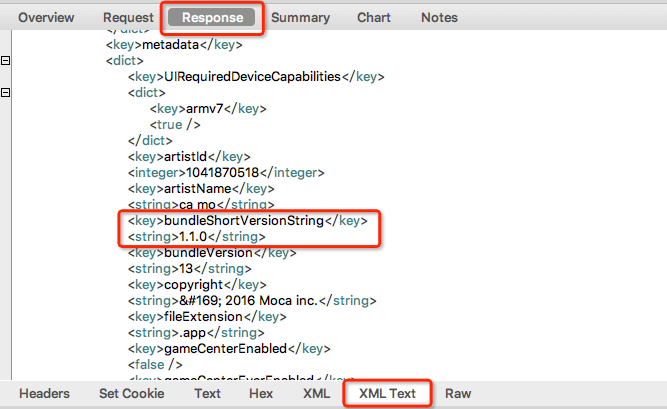 Overview Request Response Summary Chart Notes
</dict>
<key>metadata</key>
<dict>
<key>UIRequiredDeviceCapabilities</key>
<dict>
<key>armv7</key>
<true />
</dict>
<key>artistId</key>
<integer>1041870518</integer>
<key>artistName</key>
<string>ca mo</string>
<key>bundleShortVersionString</key>
<string>1.1.0</string>
<key>bundleVersion</key>
<string>13</string>
<key>copyright</key>
<string>&#169; 2016 Moca inc.</string>
<key>fileExtension</key>
<string>.app</string>
<key>gameCenterEnabled</key>
<false />
<key>gameCenterEverEnabled</key>
Headers Set Cookie Text Hex XML XML Text Raw